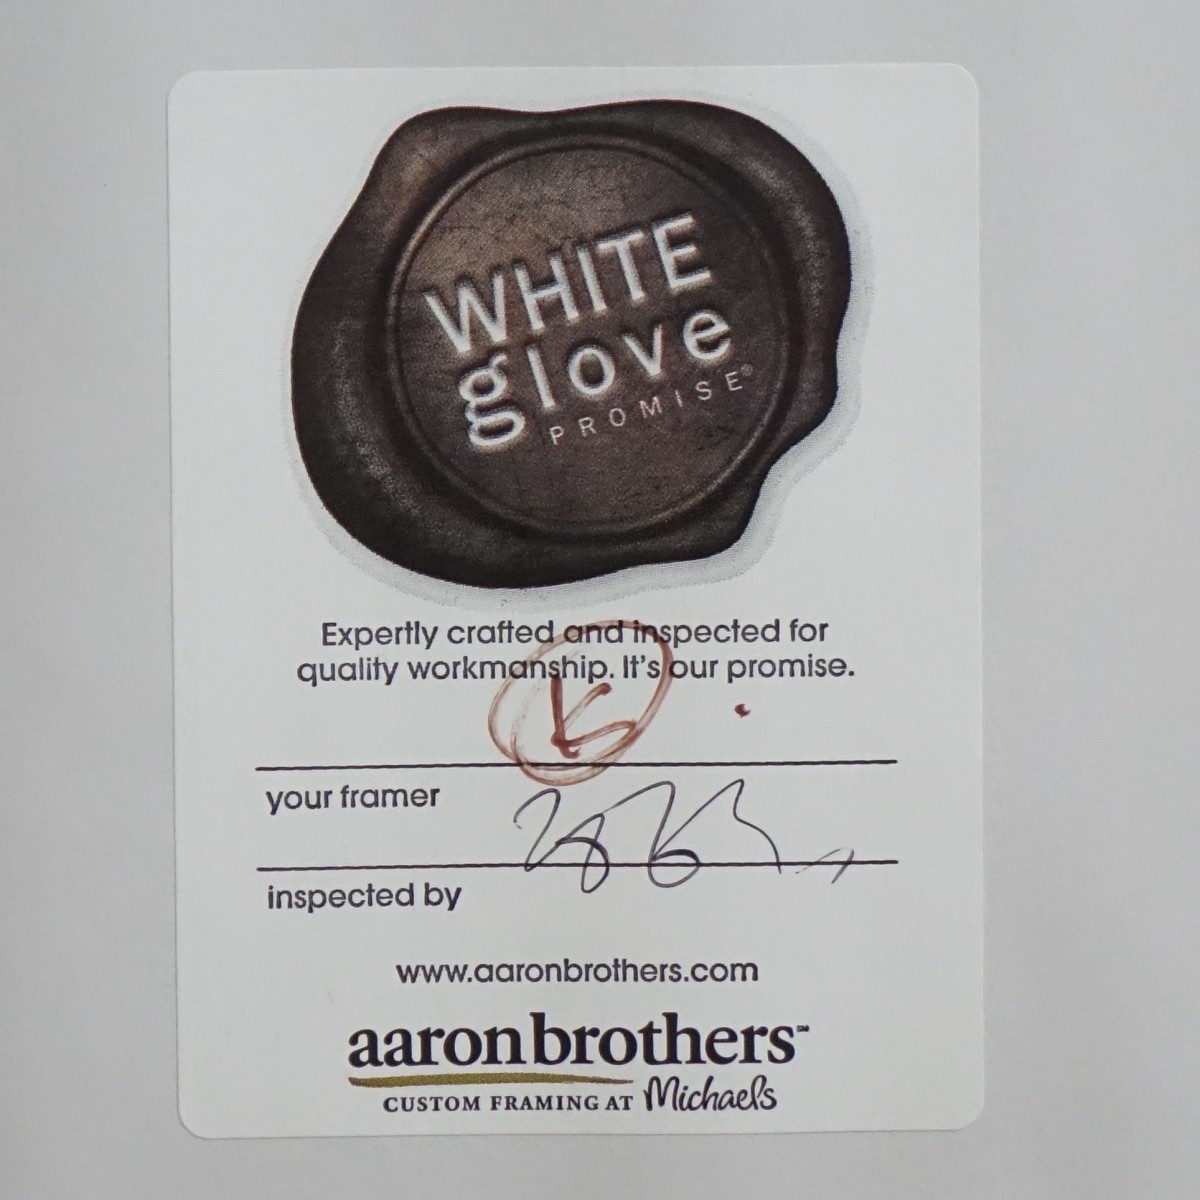 WHITE
glove
PROMISE®
Expertly crafted and inspected for
quality workmanship. It's our promise.
K
your framer
inspected by
www.aaronbrothers.com
aaronbrothers℠
CUSTOM FRAMING AT Michaels